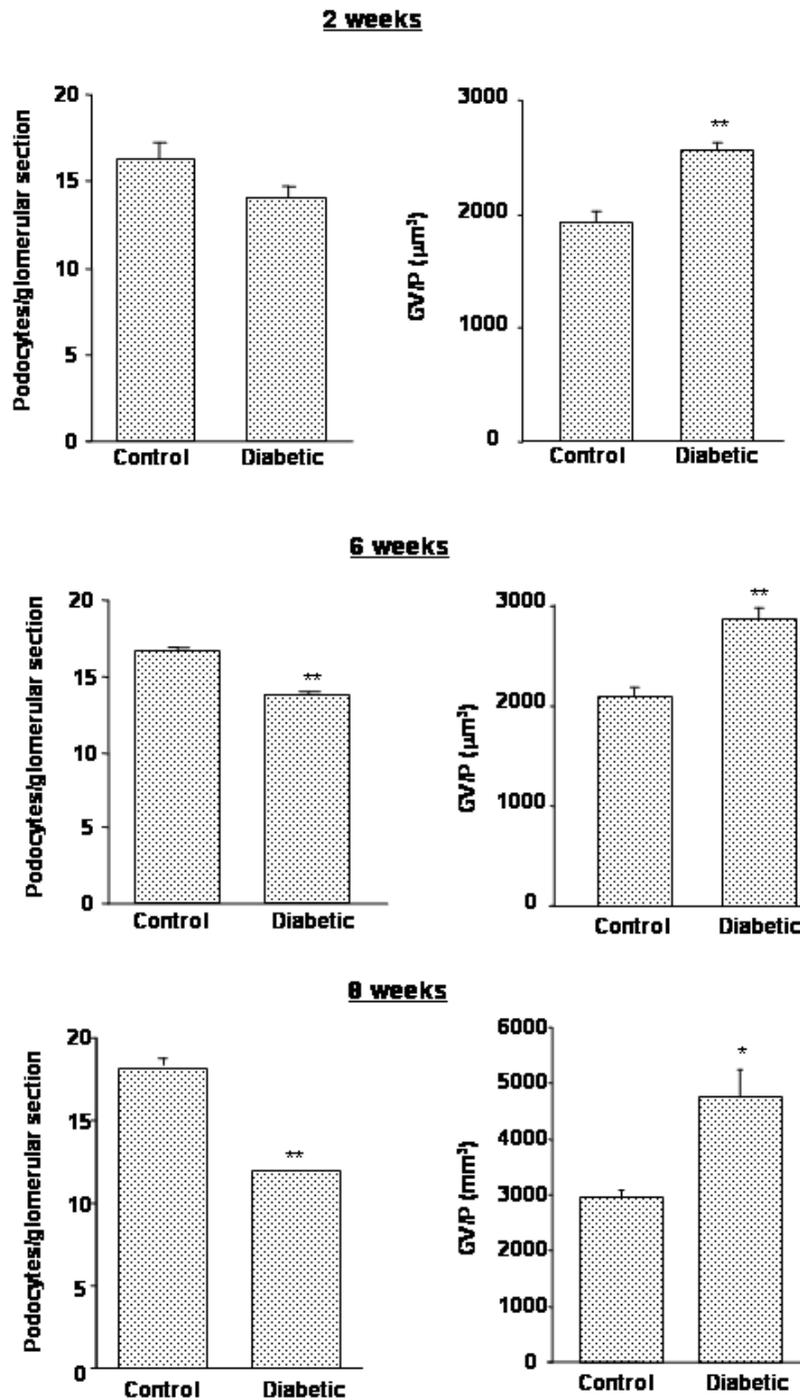 2 weeks
Podocytes/glomerular section
20
15
10
5
0
Control Diabetic
GV/P (µm³)
3000
2000
1000
0
**
Control Diabetic
6 weeks
Podocytes/glomerular section
20
15
10
5
0
**
Control Diabetic
GV/P (µm³)
3000
2000
1000
0
**
Control Diabetic
8 weeks
Podocytes/glomerular section
20
15
10
5
0
**
Control Diabetic
GV/P (mm³)
6000
5000
4000
3000
2000
1000
0
*
Control Diabetic